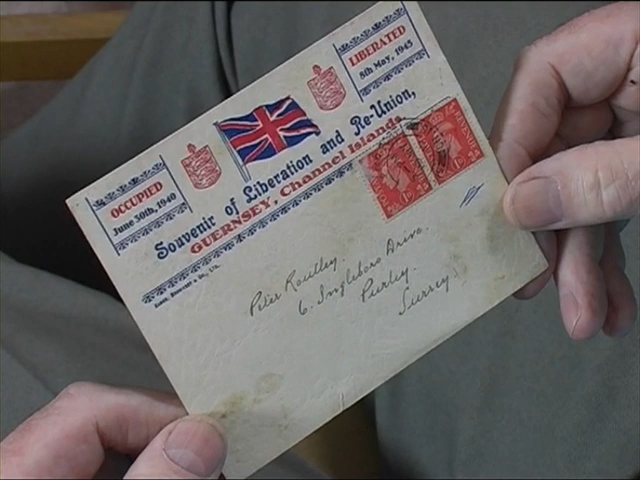 OCCUPIED
June 30th, 1940
LIBERATED
8th May, 1945
Souvenir of Liberation and Re-Union,
GUERNSEY, Channel Islands
Peter Routley.
6. Ingleboro Drive.
Purley.
Surrey.